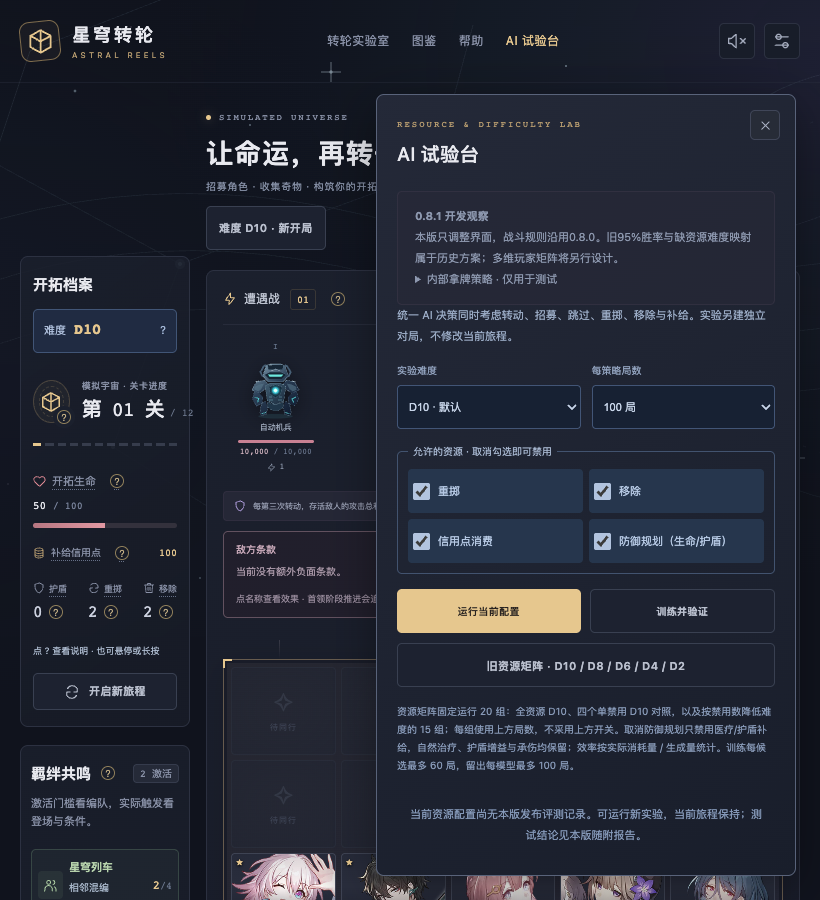 星穹转轮
ASTRAL REELS
转轮实验室
图鉴
帮助
AI 试验台
SIMULATED UNIVERSE
让命运，再转
招募角色 · 收集奇物 · 构筑你的开拓
难度 D10 · 新开局
开拓档案
难度 D10 ?
模拟宇宙 · 关卡进度
第 01 关 / 12
?
开拓生命 ?
50 / 100
补给信用点 ? 100
护盾
重掷
移除
0 ?
2 ?
2 ?
点 ? 查看说明 · 也可悬停或长按
开启新旅程
羁绊共鸣 ? 2 激活
激活门槛看编队，实际触发看
登场与条件。
星穹列车
相邻混编
2/4
遭遇战 01 ?
I
自动机兵
10,000 / 10,000
1
每第三次转动，存活敌人的攻击总
敌方条款
当前没有额外负面条款。
点名称查看效果 · 首领阶段推进会
待同行
待同行
RESOURCE & DIFFICULTY LAB
AI 试验台
0.8.1 开发观察
本版只调整界面，战斗规则沿用0.8.0。旧95%胜率与缺资源难度映射
属于历史方案；多维玩家矩阵将另行设计。
▶ 内部拿牌策略 · 仅用于测试
统一 AI 决策同时考虑转动、招募、跳过、重掷、移除与补给。实验另建独立
对局，不修改当前旅程。
实验难度
每策略局数
D10 · 默认
100 局
允许的资源 · 取消勾选即可禁用
重掷
移除
信用点消费
防御规划（生命/护盾）
运行当前配置
训练并验证
旧资源矩阵 · D10 / D8 / D6 / D4 / D2
资源矩阵固定运行 20 组：全资源 D10、四个单禁用 D10 对照，以及按禁用数降低难
度的 15 组；每组使用上方局数，不采用上方开关。取消防御规划只禁用医疗/护盾补
给，自然治疗、护盾增益与承伤均保留；效率按实际消耗量 / 生成量统计。训练每候
选最多 60 局，留出每模型最多 100 局。
当前资源配置尚无本版发布评测记录。可运行新实验，当前旅程保持；测
试结论见本版随附报告。